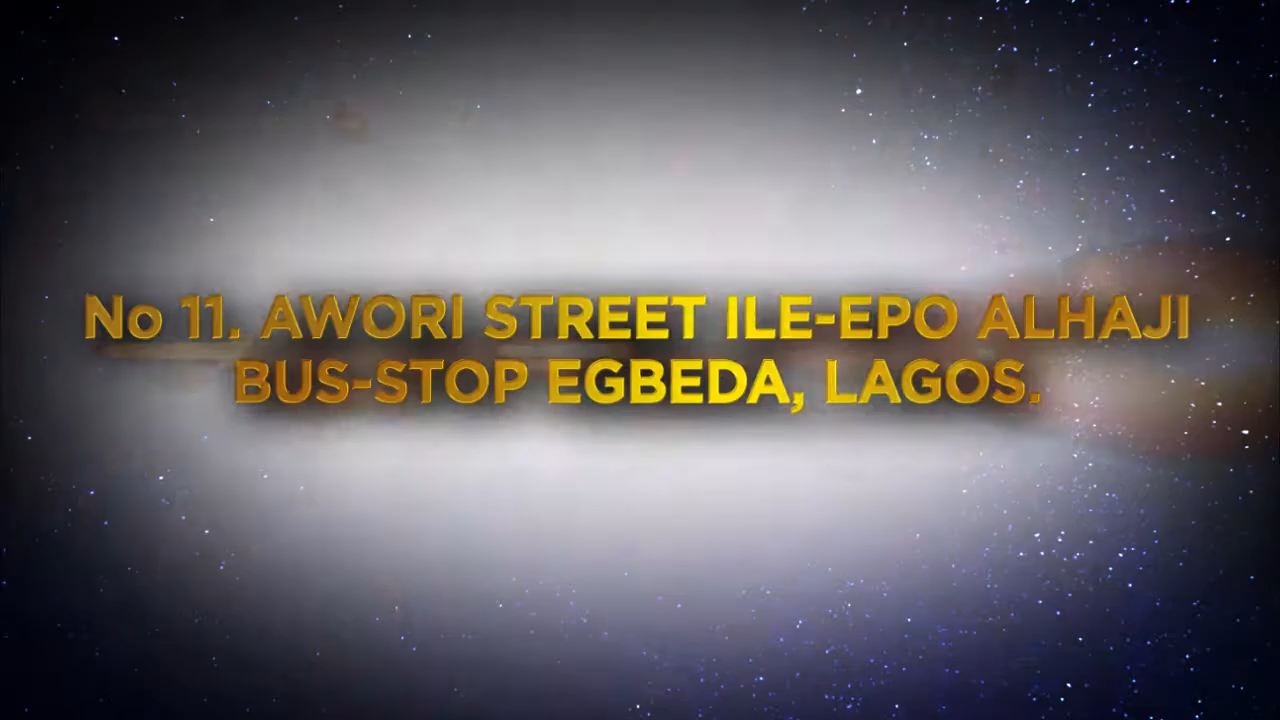 No 11. AWORI STREET ILE-EPO ALHAJI
BUS-STOP EGBEDA, LAGOS.